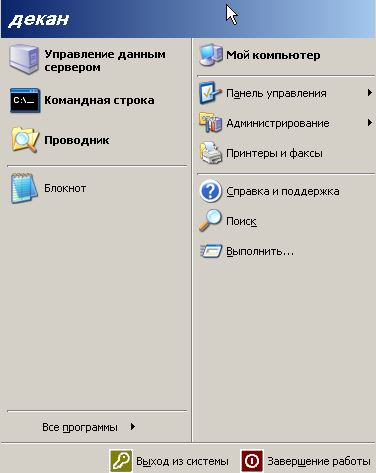 декан
Управление данным
сервером
Командная строка
Проводник
Блокнот
Все программы
Мой компьютер
Панель управления
Администрирование
Принтеры и факсы
Справка и поддержка
Поиск
Выполнить...
Выход из системы
Завершение работы